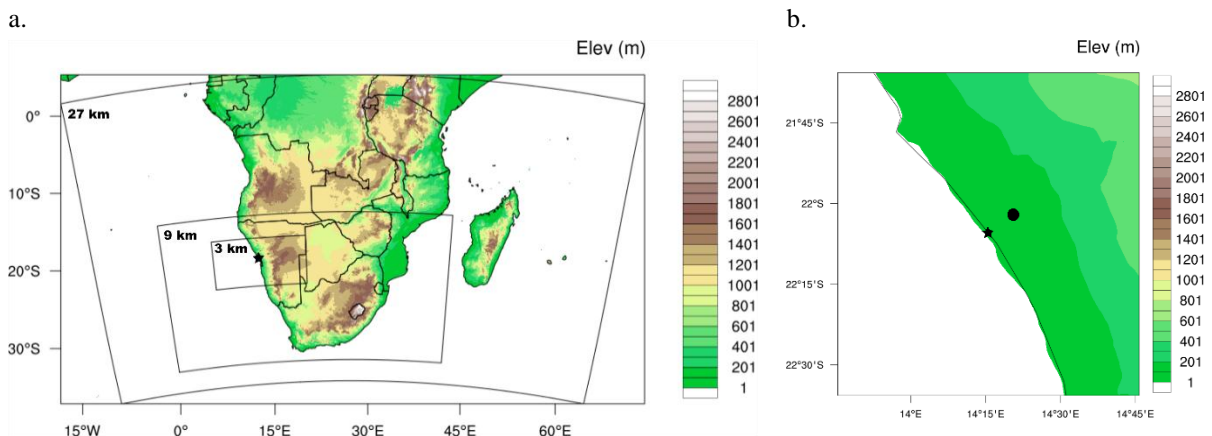 a.
Elev (m)
27 km
9 km
3 km
0°
10°S
20°S
30°S
15°W
0°
15°E
30°E
45°E
60°E
2801
2601
2401
2201
2001
1801
1601
1401
1201
1001
801
601
401
201
1
b.
Elev (m)
21°45'S
22°S
22°15'S
22°30'S
14°E
14°15'E
14°30'E
14°45'E
2801
2601
2401
2201
2001
1801
1601
1401
1201
1001
801
601
401
201
1